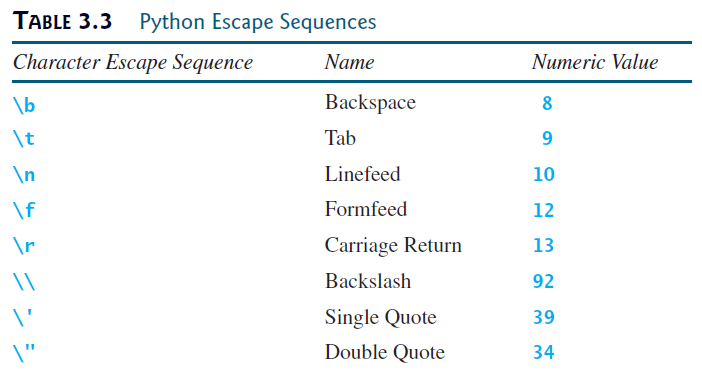 TABLE 3.3 Python Escape Sequences
Character Escape Sequence Name Numeric Value
\b Backspace 8
\t Tab 9
\n Linefeed 10
\f Formfeed 12
\r Carriage Return 13
\\ Backslash 92
\' Single Quote 39
\" Double Quote 34